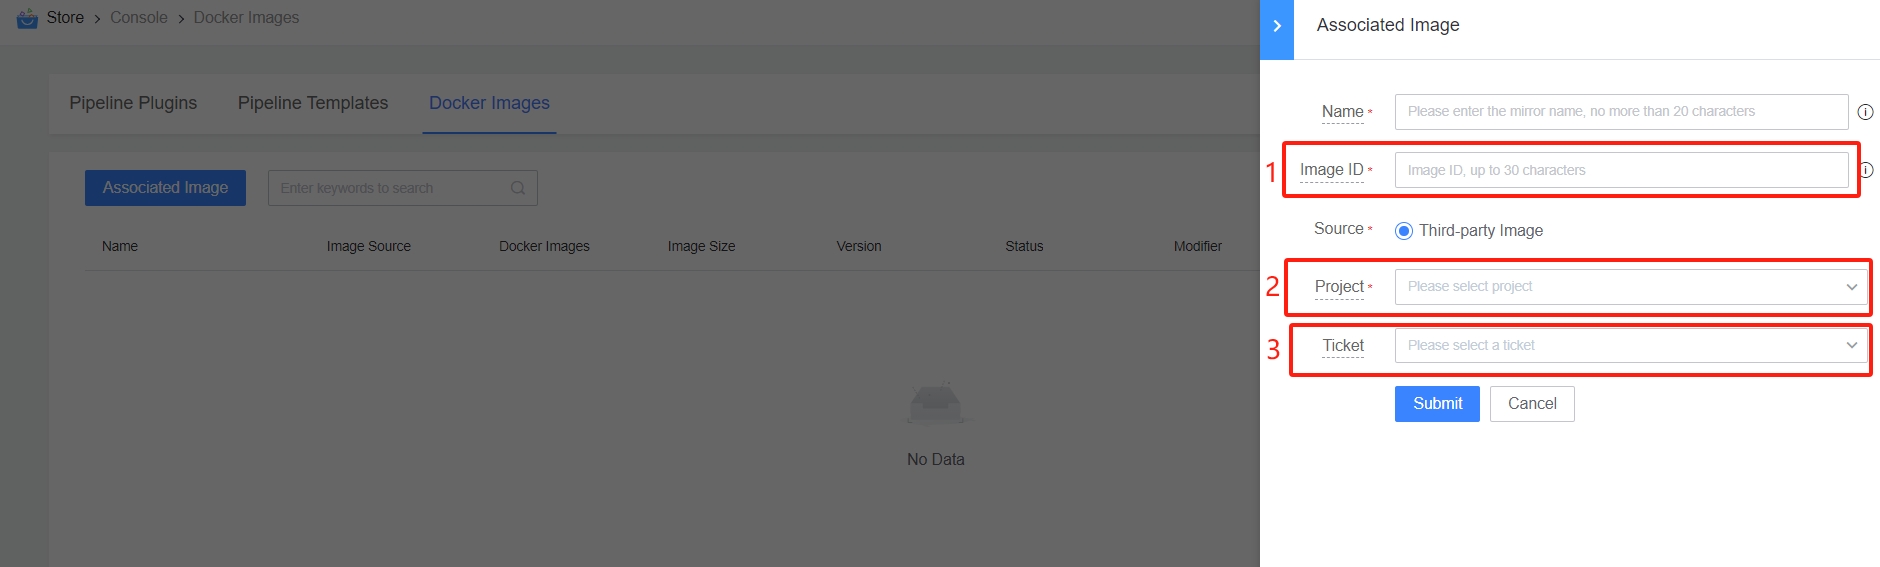 Store > Console > Docker Images
Pipeline Plugins Pipeline Templates Docker Images
Associated Image Enter keywords to search
Name Image Source Docker Images Image Size Version Status Modifier
No Data
Associated Image
Name * Please enter the mirror name, no more than 20 characters
1 Image ID * Image ID, up to 30 characters
Source * Third-party Image
2 Project * Please select project
3 Ticket Please select a ticket
Submit Cancel